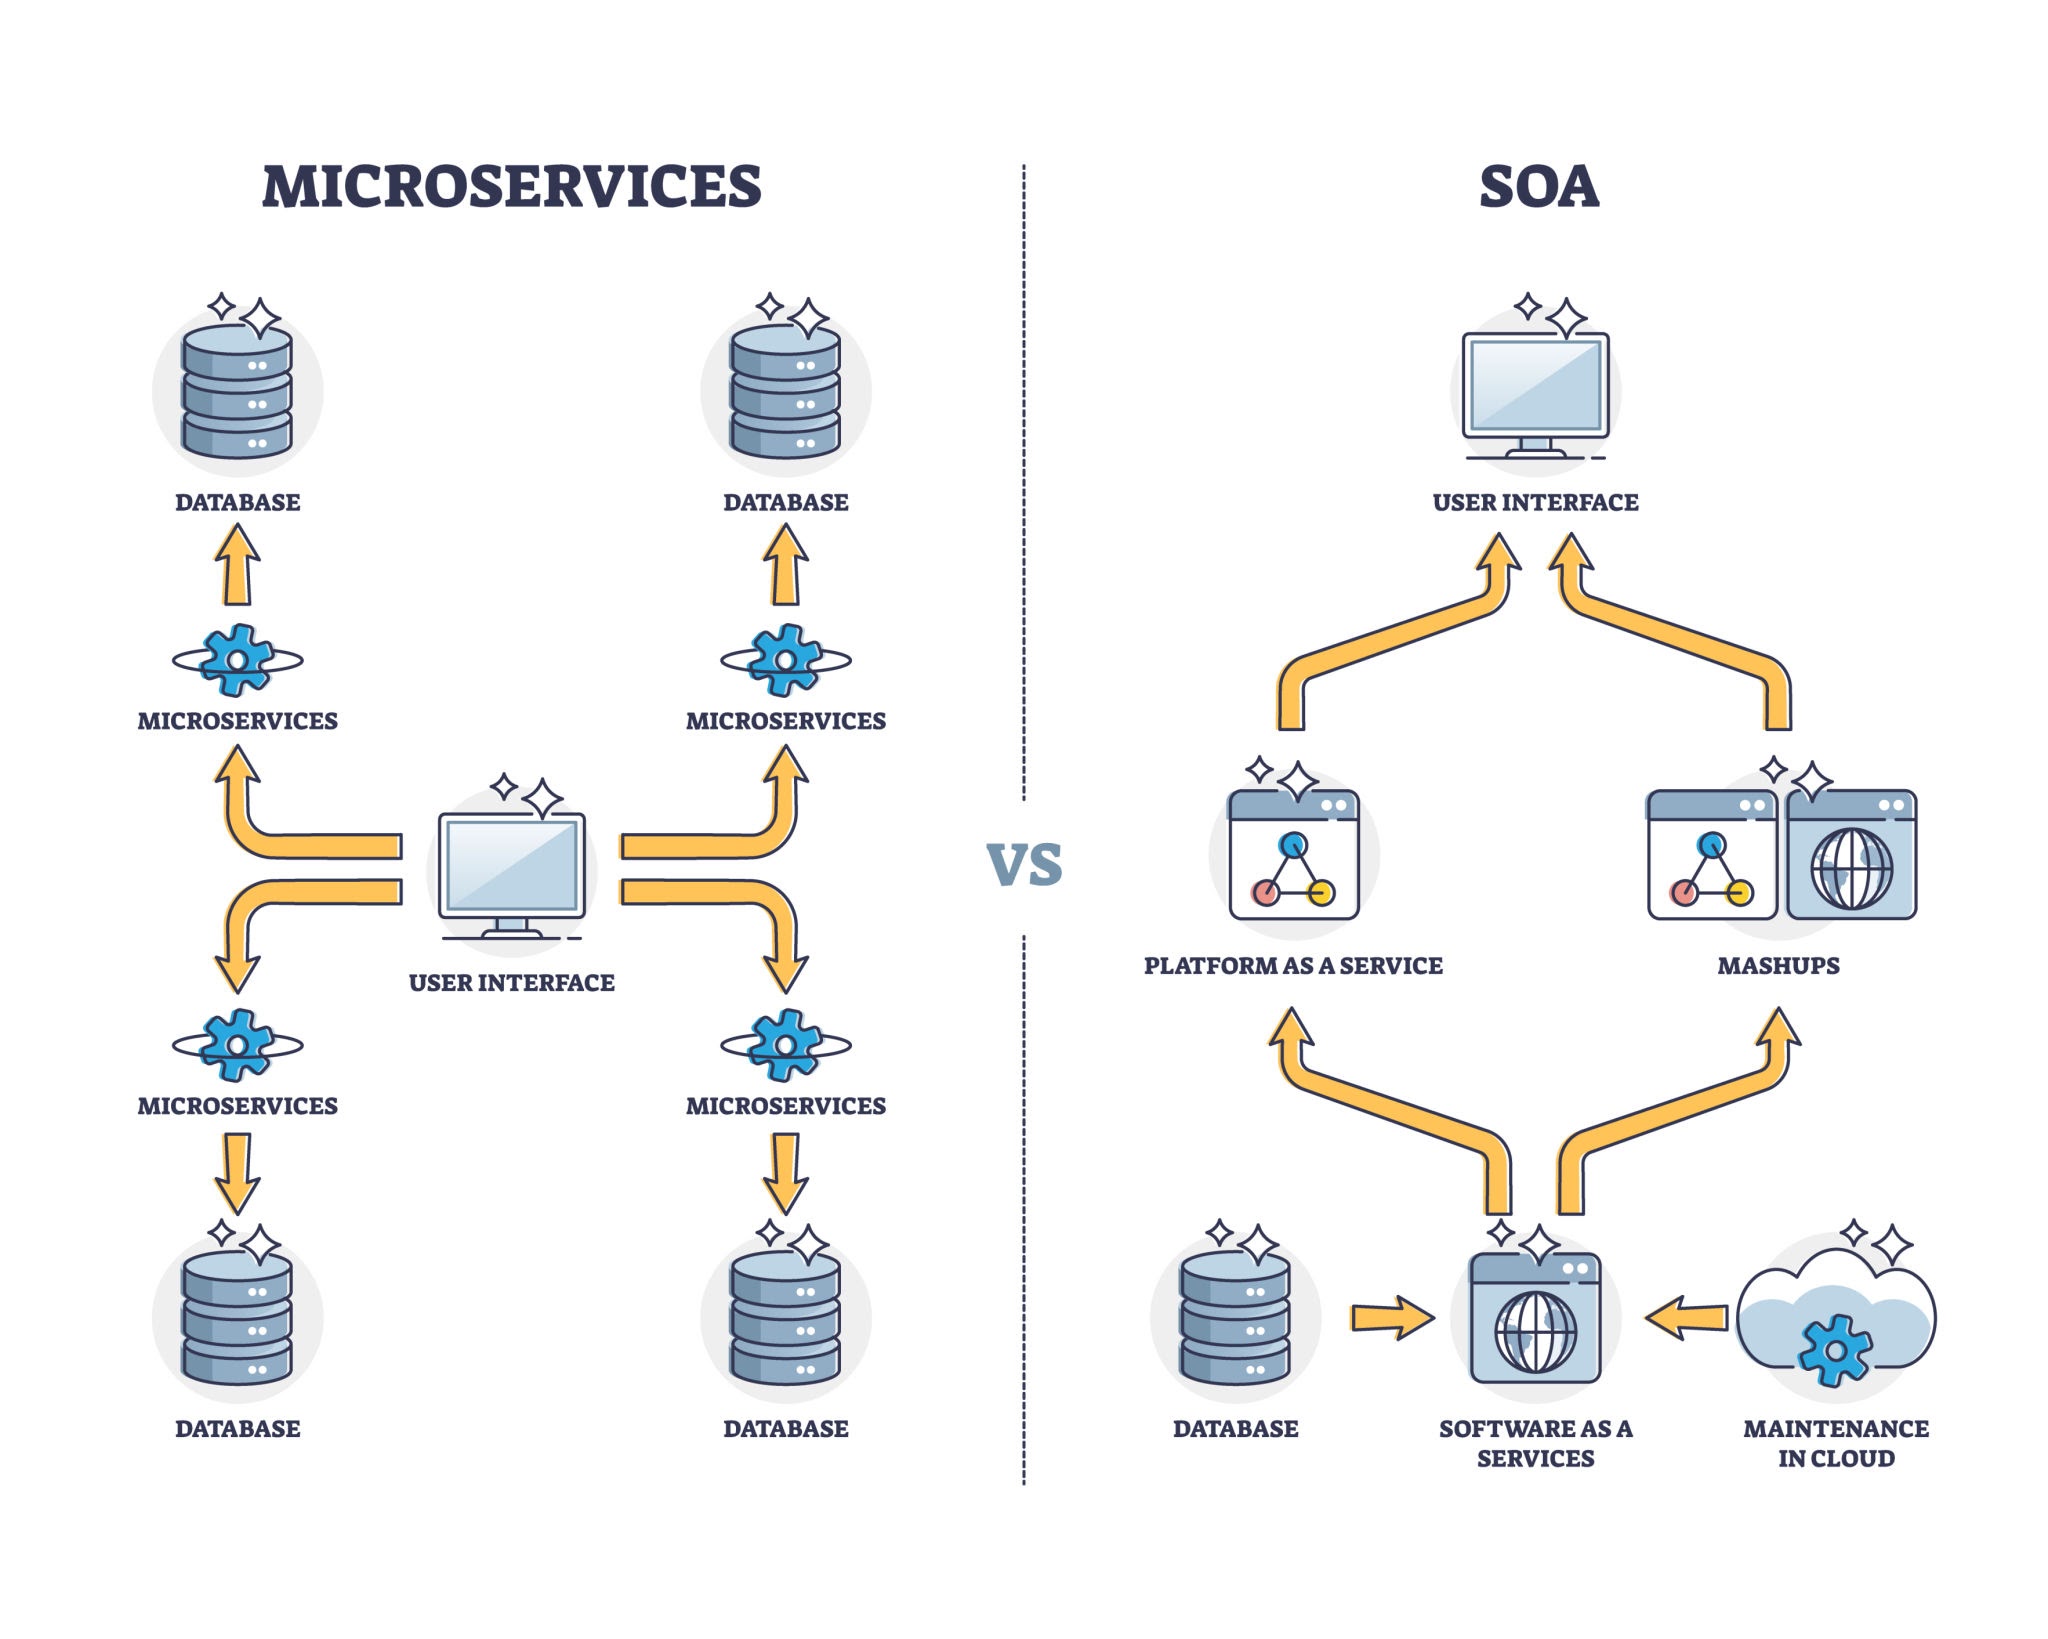 MICROSERVICES
DATABASE
DATABASE
MICROSERVICES
MICROSERVICES
USER INTERFACE
MICROSERVICES
MICROSERVICES
DATABASE
DATABASE
VS
SOA
USER INTERFACE
PLATFORM AS A SERVICE
MASHUPS
DATABASE
SOFTWARE AS A
SERVICES
MAINTENANCE
IN CLOUD